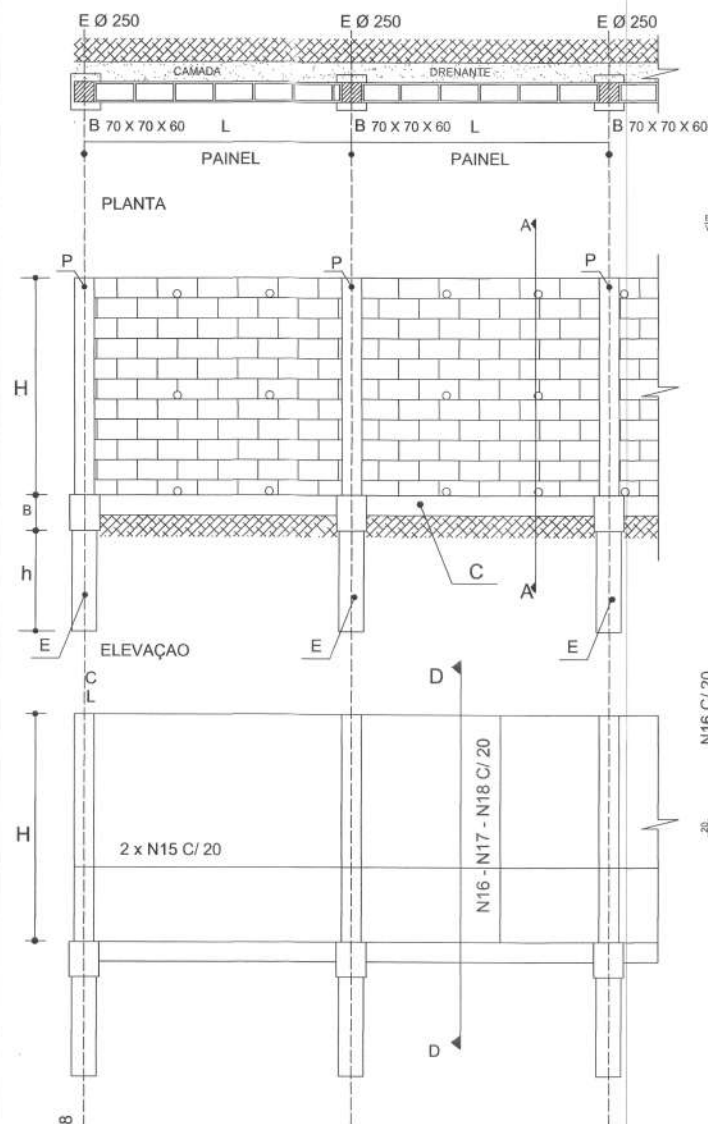 E Ø 250 E Ø 250 E Ø 250
CAMADA DRENANTE
B 70 X 70 X 60 L B 70 X 70 X 60 L B 70 X 70 X 60
PAINEL PAINEL
PLANTA
A
P P P
H
B
h
C
A
E E E
ELEVAÇAO
C
L
D
N16 C/ 20
H
2 x N15 C/ 20
N16 - N17 - N18 C/ 20
20
D
8